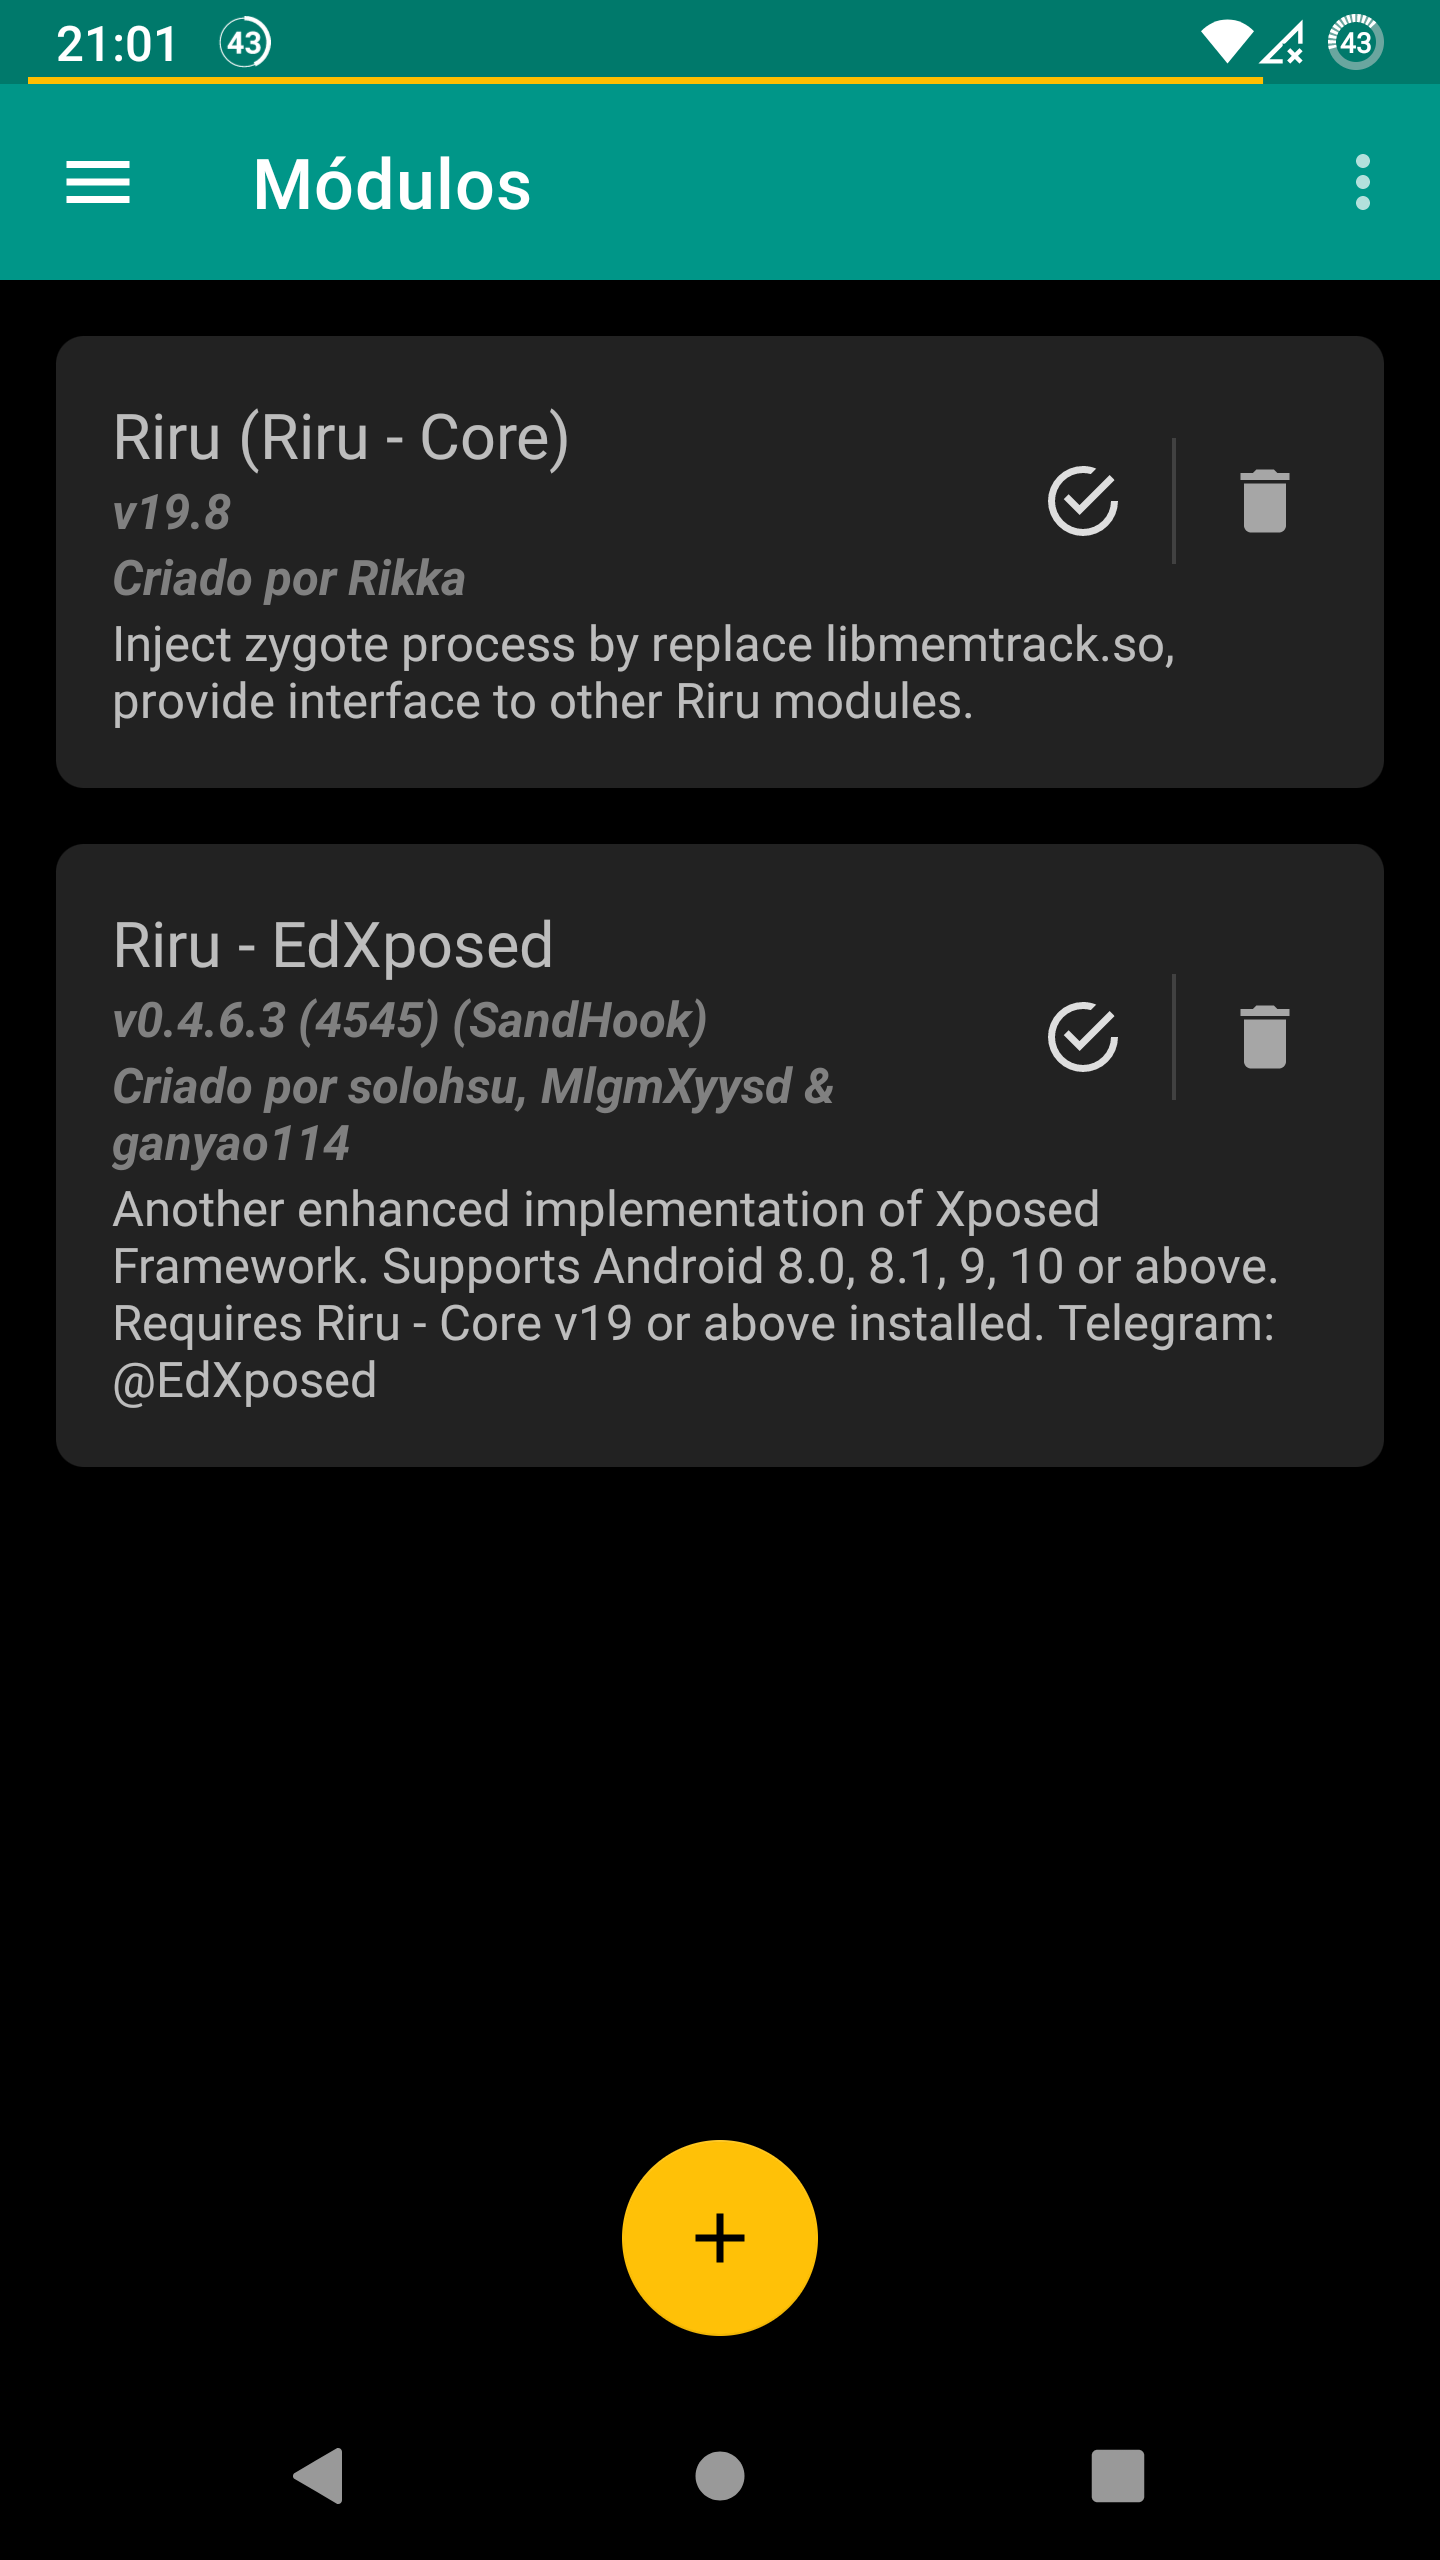 21:01
43
43
Módulos
Riru (Riru - Core)
v19.8
Criado por Rikka
Inject zygote process by replace libmemtrack.so,
provide interface to other Riru modules.
Riru - EdXposed
v0.4.6.3 (4545) (SandHook)
Criado por solohsu, MlgmXyysd &
ganyao114
Another enhanced implementation of Xposed
Framework. Supports Android 8.0, 8.1, 9, 10 or above.
Requires Riru - Core v19 or above installed. Telegram:
@EdXposed